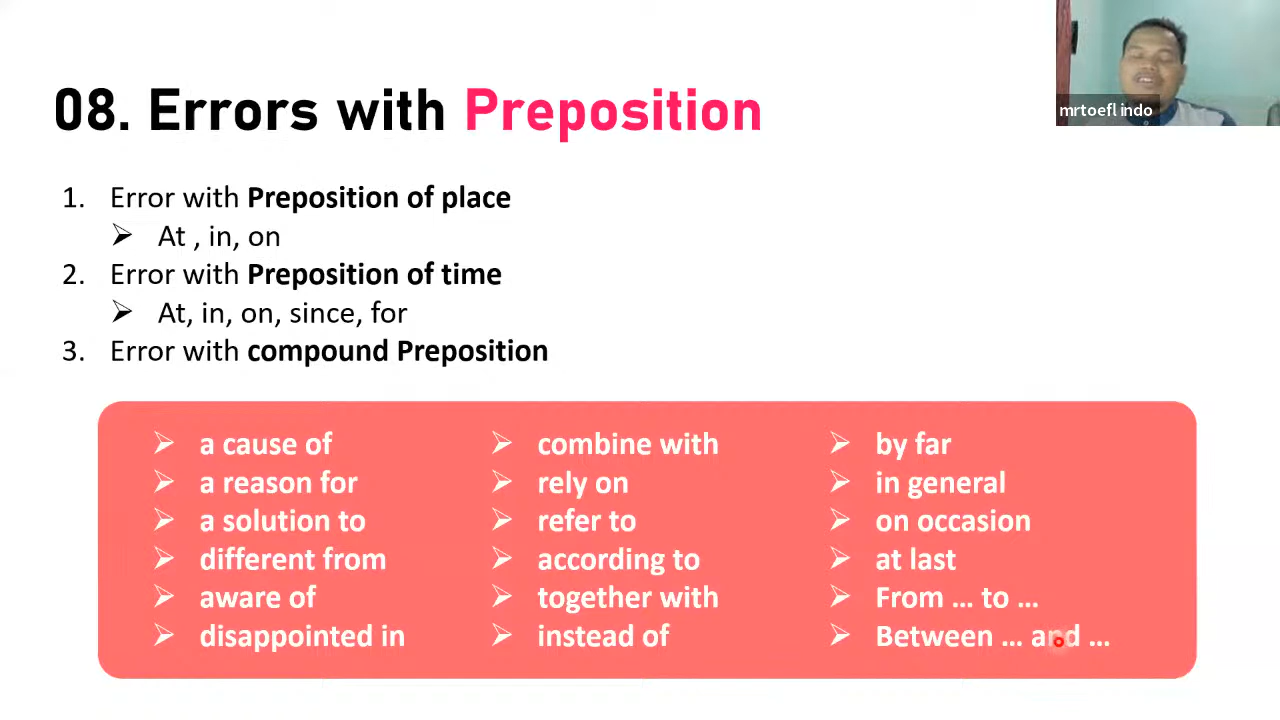 08. Errors with Preposition
mrtoefl indo
1. Error with Preposition of place
At , in, on
2. Error with Preposition of time
At, in, on, since, for
3. Error with compound Preposition
a cause of
a reason for
a solution to
different from
aware of
disappointed in
combine with
rely on
refer to
according to
together with
instead of
by far
in general
on occasion
at last
From ... to ...
Between ... and ...